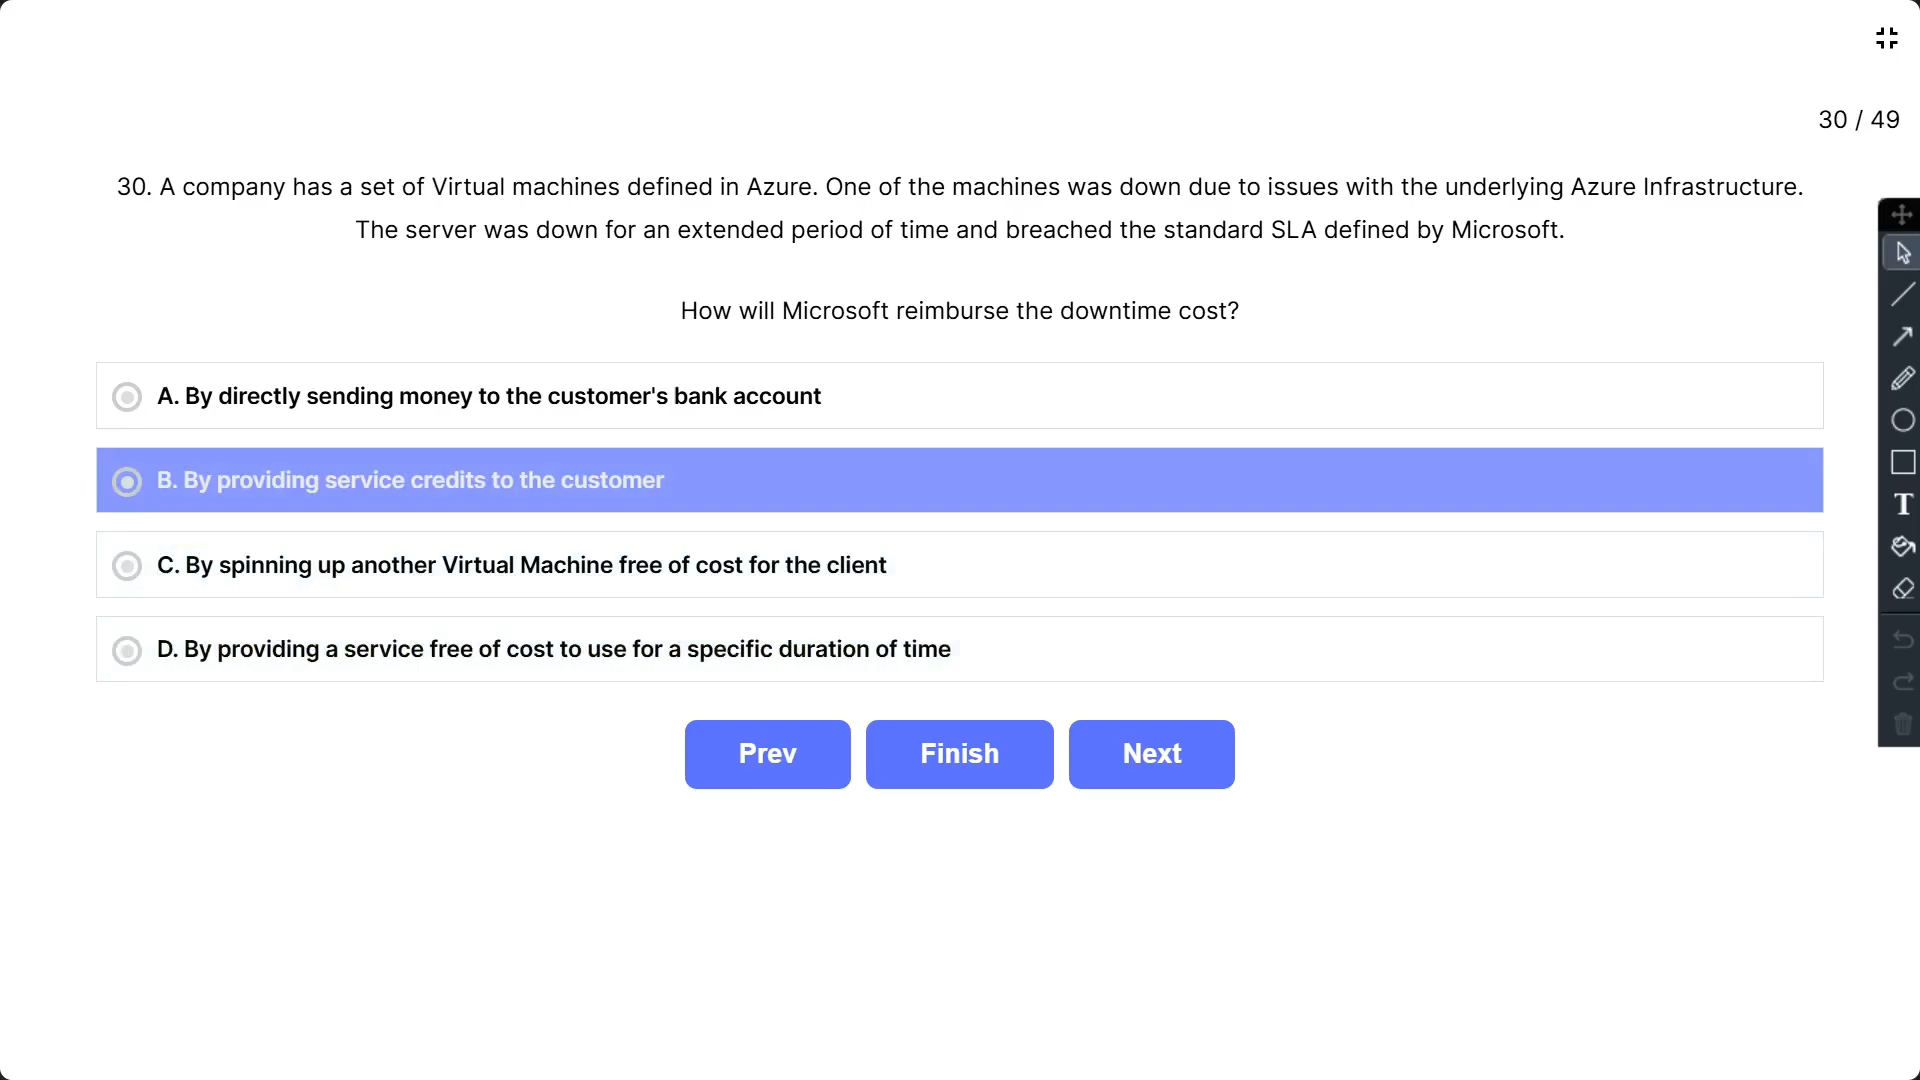 30 / 49
30. A company has a set of Virtual machines defined in Azure. One of the machines was down due to issues with the underlying Azure Infrastructure.
The server was down for an extended period of time and breached the standard SLA defined by Microsoft.
How will Microsoft reimburse the downtime cost?
A. By directly sending money to the customer's bank account
B. By providing service credits to the customer
C. By spinning up another Virtual Machine free of cost for the client
D. By providing a service free of cost to use for a specific duration of time
Prev Finish Next
T